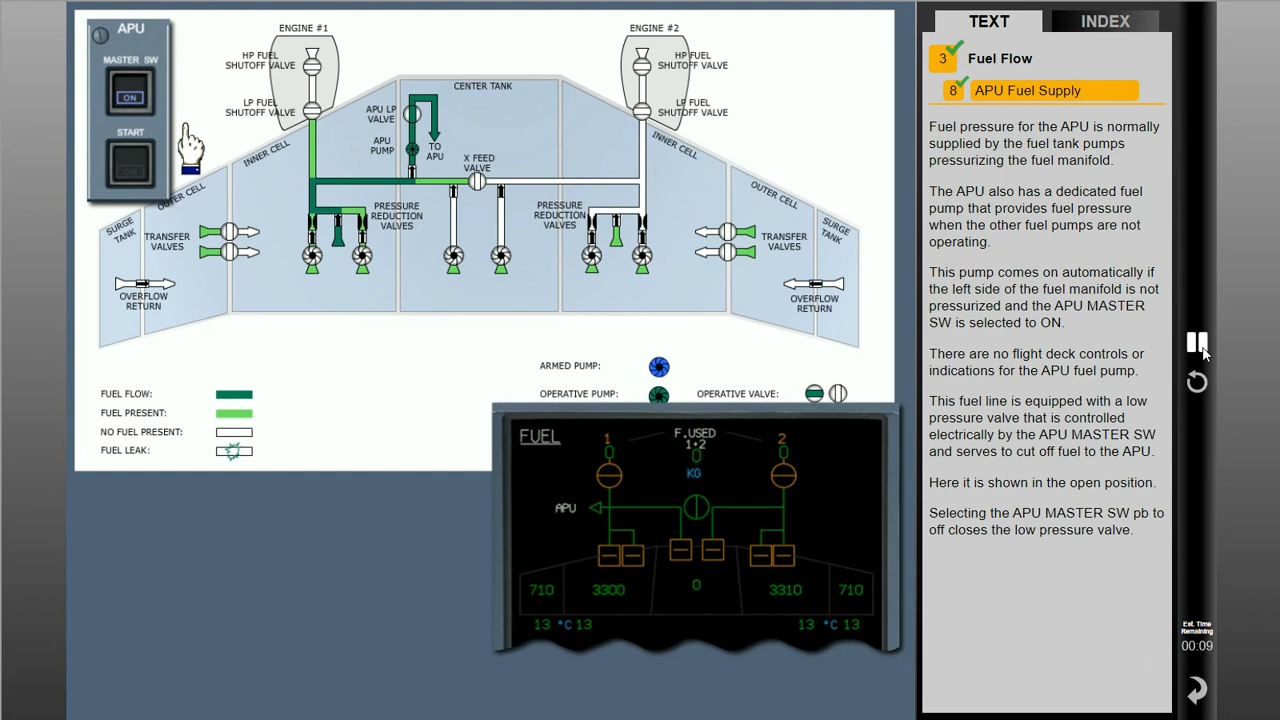 APU
MASTER SW
ON
START
ON
ENGINE #1
ENGINE #2
HP FUEL
SHUTOFF VALVE
HP FUEL
SHUTOFF VALVE
LP FUEL
SHUTOFF VALVE
LP FUEL
SHUTOFF VALVE
CENTER TANK
APU LP
VALVE
APU
PUMP
TO
APU
X FEED
VALVE
INNER CELL
INNER CELL
OUTER CELL
OUTER CELL
SURGE
TANK
SURGE
TANK
PRESSURE
REDUCTION
VALVES
PRESSURE
REDUCTION
VALVES
TRANSFER
VALVES
TRANSFER
VALVES
OVERFLOW
RETURN
OVERFLOW
RETURN
ARMED PUMP:
OPERATIVE PUMP:
OPERATIVE VALVE:
FUEL FLOW:
FUEL PRESENT:
NO FUEL PRESENT:
FUEL LEAK:
FUEL
1
F.USED
1+2
2
0
0
0
KG
APU
710
3300
0
3310
710
13 °C 13
13 °C 13
TEXT
INDEX
3 Fuel Flow
8 APU Fuel Supply
Fuel pressure for the APU is normally
supplied by the fuel tank pumps
pressurizing the fuel manifold.
The APU also has a dedicated fuel
pump that provides fuel pressure
when the other fuel pumps are not
operating.
This pump comes on automatically if
the left side of the fuel manifold is not
pressurized and the APU MASTER
SW is selected to ON.
There are no flight deck controls or
indications for the APU fuel pump.
This fuel line is equipped with a low
pressure valve that is controlled
electrically by the APU MASTER SW
and serves to cut off fuel to the APU.
Here it is shown in the open position.
Selecting the APU MASTER SW pb to
off closes the low pressure valve.
Est. Time
Remaining
00:09